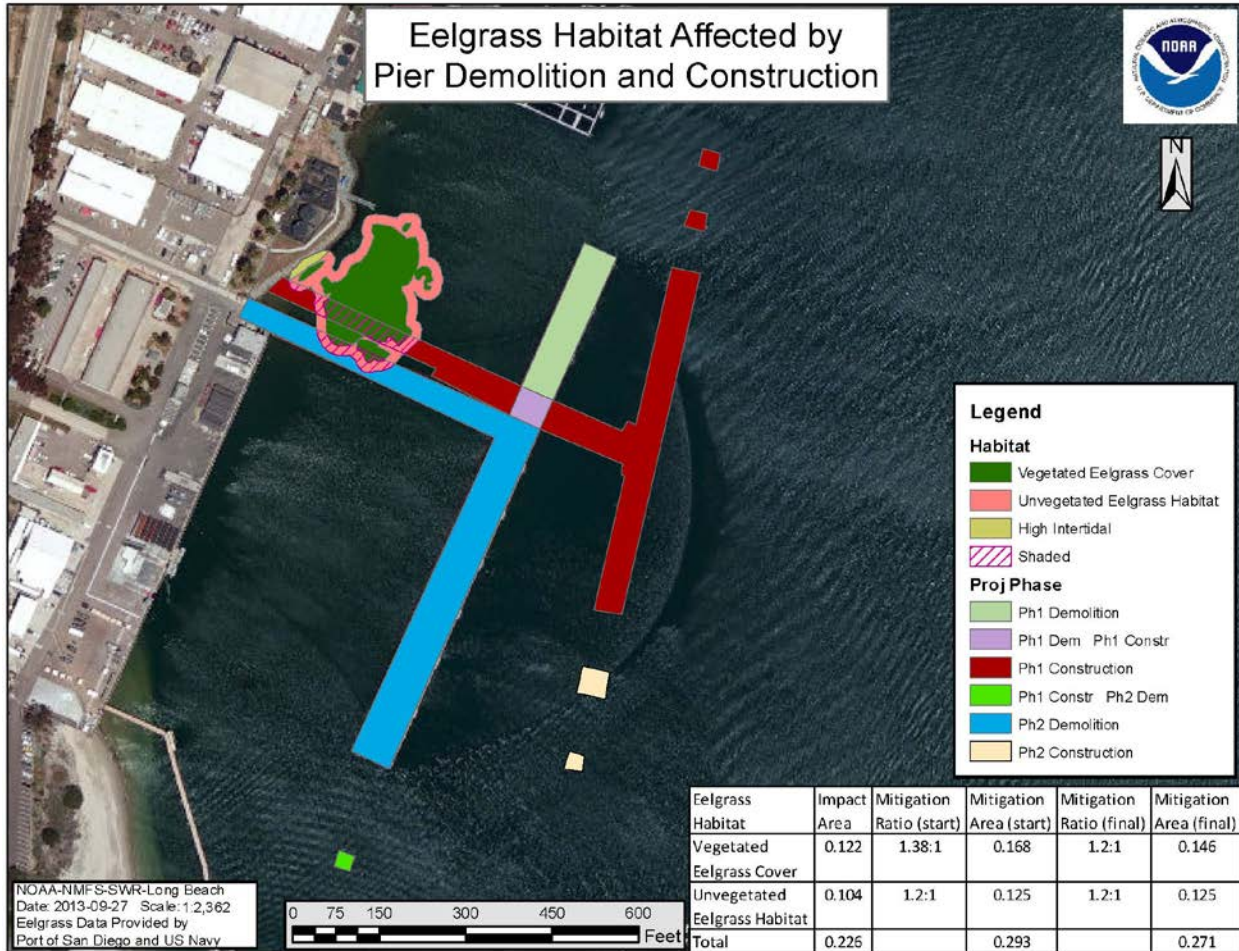 Eelgrass Habitat Affected by
Pier Demolition and Construction
NOAA
N
Legend
Habitat
Vegetated Eelgrass Cover
Unvegetated Eelgrass Habitat
High Intertidal
Shaded
Proj Phase
Ph1 Demolition
Ph1 Dem Ph1 Constr
Ph1 Construction
Ph1 Constr Ph2 Dem
Ph2 Demolition
Ph2 Construction
Eelgrass Impact Mitigation Mitigation Mitigation Mitigation
Habitat Area Ratio (start) Area (start) Ratio (final) Area (final)
Vegetated 0.122 1.38:1 0.168 1.2:1 0.146
Eelgrass Cover
Unvegetated 0.104 1.2:1 0.125 1.2:1 0.125
Eelgrass Habitat
Total 0.226 0.293 0.271
NOAA-NMFS-SWR-Long Beach
Date: 2013-09-27 Scale: 1:2,362
Eelgrass Data Provided by
Port of San Diego and US Navy
0 75 150 300 450 600
Feet